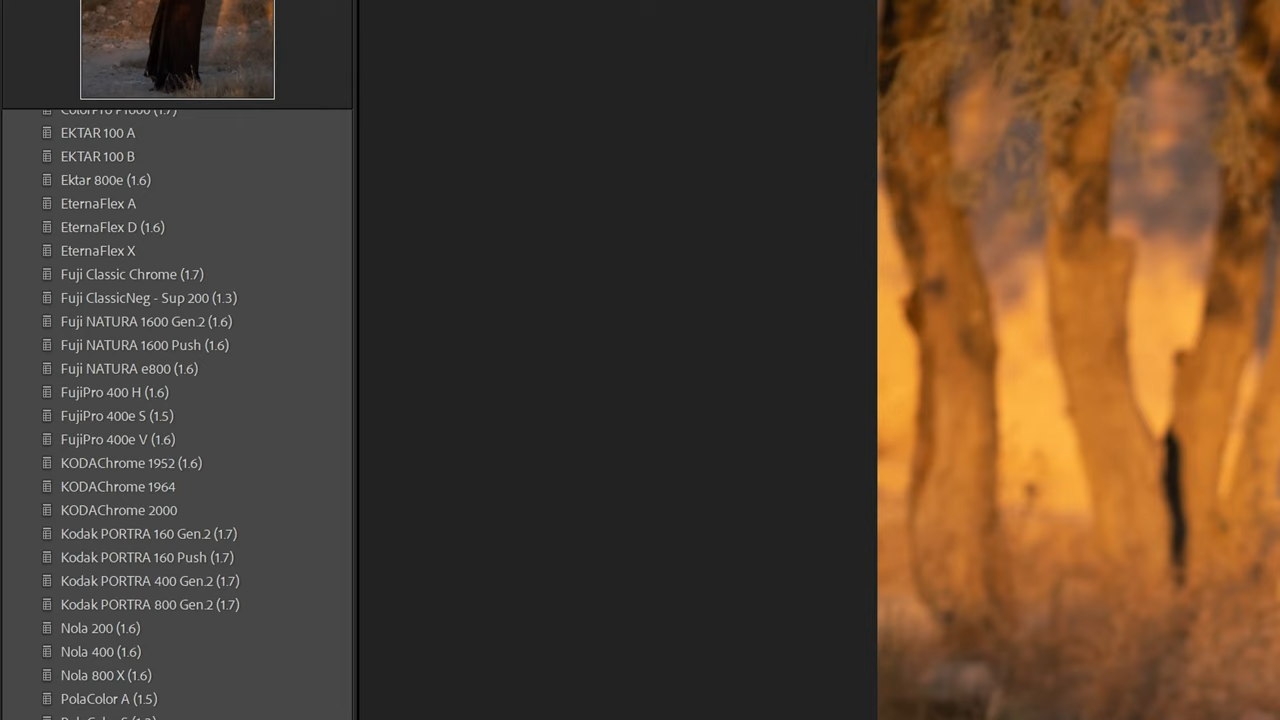 ColorPro P1600 (1.7)
EKTAR 100 A
EKTAR 100 B
Ektar 800e (1.6)
EternaFlex A
EternaFlex D (1.6)
EternaFlex X
Fuji Classic Chrome (1.7)
Fuji ClassicNeg - Sup 200 (1.3)
Fuji NATURA 1600 Gen.2 (1.6)
Fuji NATURA 1600 Push (1.6)
Fuji NATURA e800 (1.6)
FujiPro 400 H (1.6)
FujiPro 400e S (1.5)
FujiPro 400e V (1.6)
KODAChrome 1952 (1.6)
KODAChrome 1964
KODAChrome 2000
Kodak PORTRA 160 Gen.2 (1.7)
Kodak PORTRA 160 Push (1.7)
Kodak PORTRA 400 Gen.2 (1.7)
Kodak PORTRA 800 Gen.2 (1.7)
Nola 200 (1.6)
Nola 400 (1.6)
Nola 800 X (1.6)
PolaColor A (1.5)